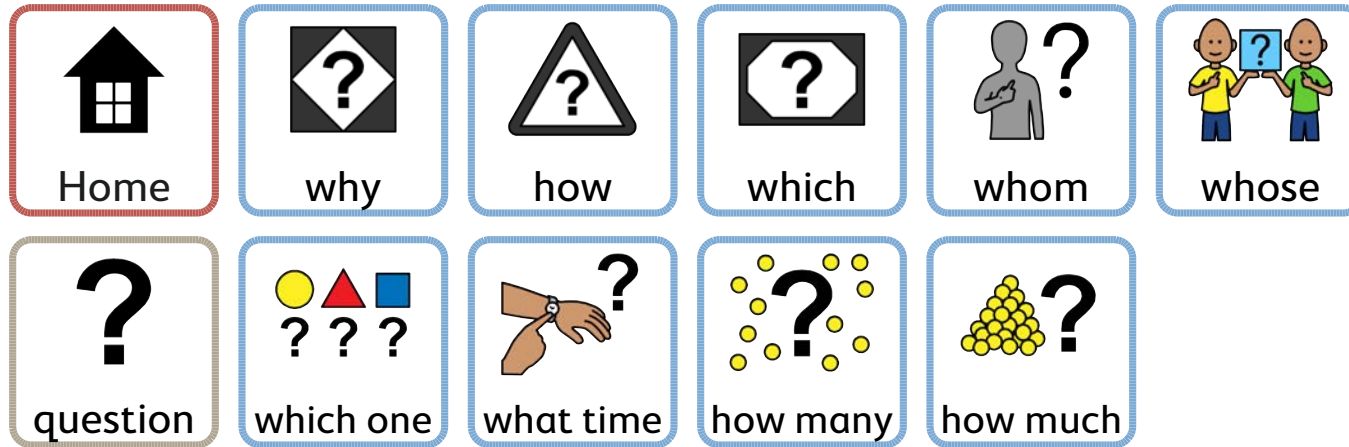 ?
?
?
?
?
Home
why
how
which
whom
whose
?
? ? ?
?
?
?
question
which one
what time
how many
how much